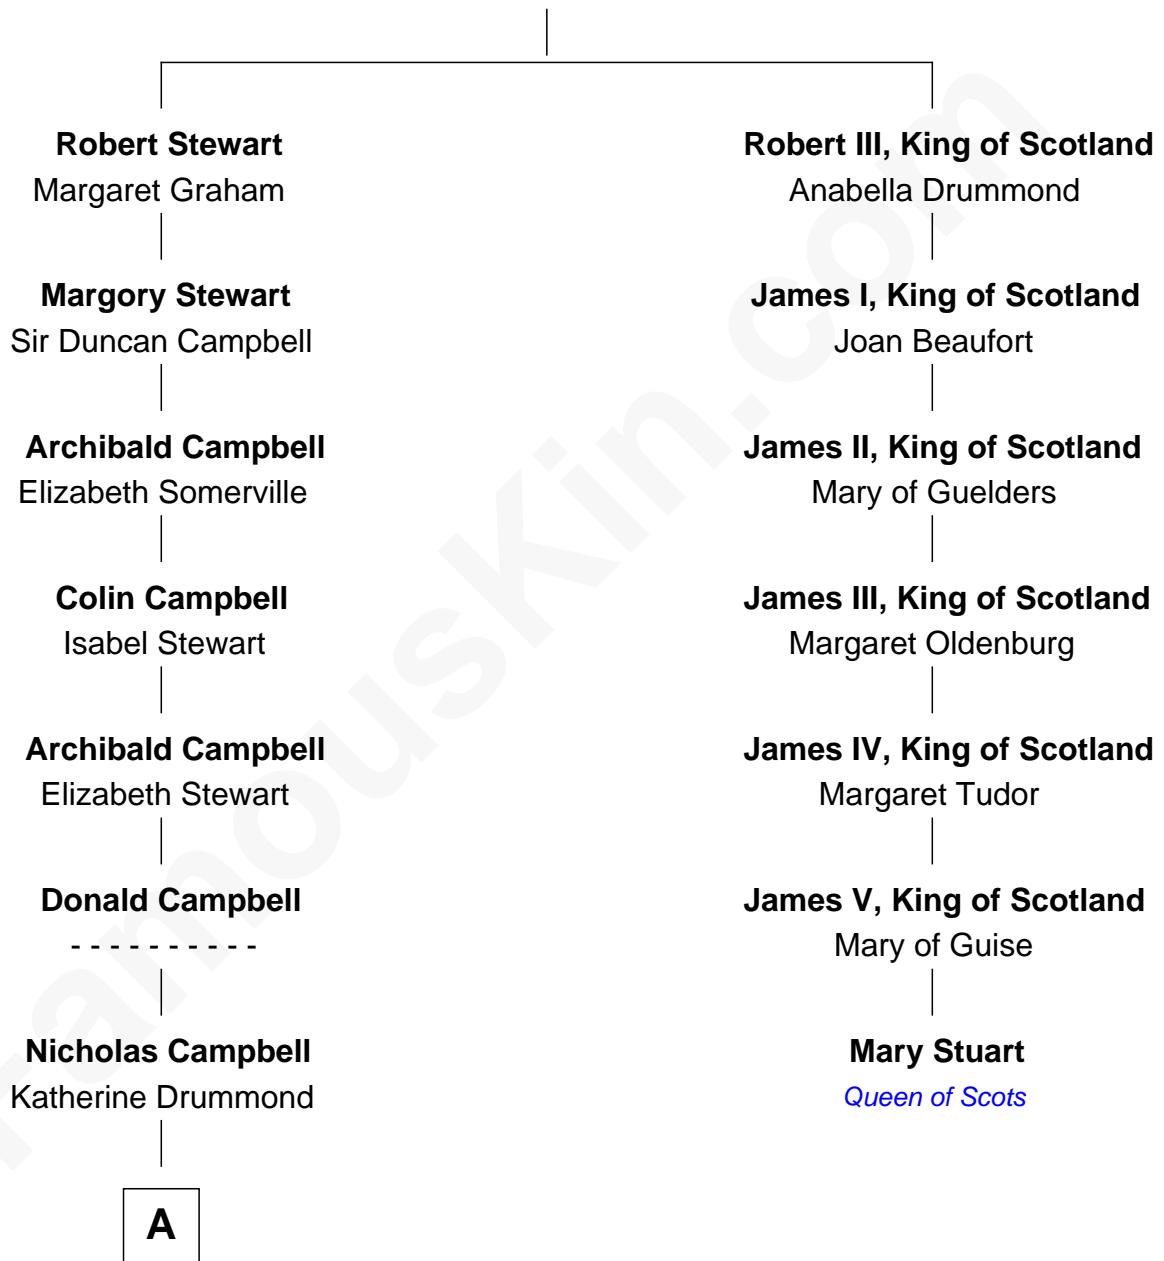 Robert Stewart
Margaret Graham
Robert III, King of Scotland
Anabella Drummond
Margory Stewart
Sir Duncan Campbell
James I, King of Scotland
Joan Beaufort
Archibald Campbell
Elizabeth Somerville
James II, King of Scotland
Mary of Guelders
Colin Campbell
Isabel Stewart
James III, King of Scotland
Margaret Oldenburg
Archibald Campbell
Elizabeth Stewart
James IV, King of Scotland
Margaret Tudor
Donald Campbell
- - - - - - - - - -
James V, King of Scotland
Mary of Guise
Nicholas Campbell
Katherine Drummond
Mary Stuart
Queen of Scots
A
FamousKin.com